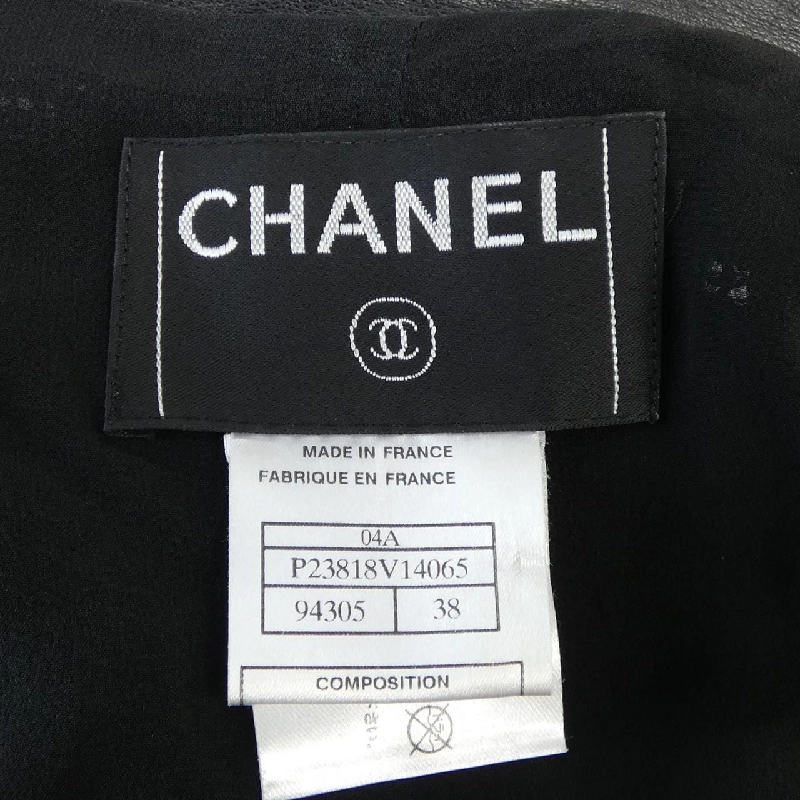 CHANEL
MADE IN FRANCE
FABRIQUE EN FRANCE
04A
P23818V14065
94305 38
COMPOSITION